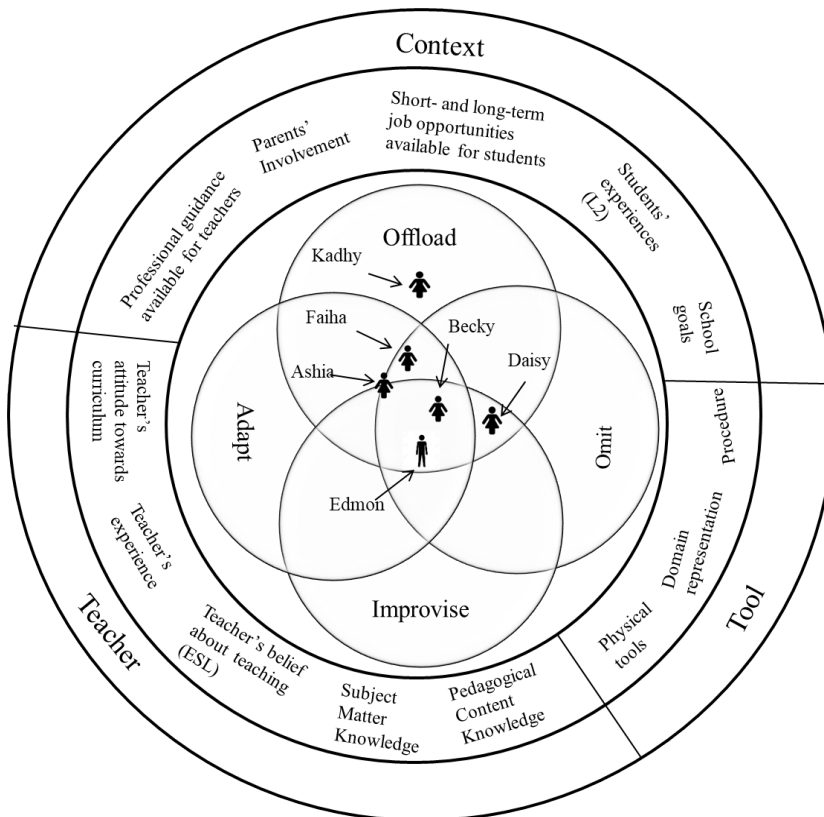 Context
Short- and long-term
job opportunities
available for students
Parents'
Involvement
Professional guidance
available for teachers
Students'
experiences
(L2)
School
goals
Offload
Kadhy
Faiha
Becky
Ashia
Daisy
Adapt
Omit
Edmon
Improvise
Teacher's
attitude towards
curriculum
Teacher's
experience
Teacher's belief
about teaching
(ESL)
Subject
Matter
Knowledge
Pedagogical
Content
Knowledge
Procedure
Domain
representation
Physical
tools
Teacher
Tool